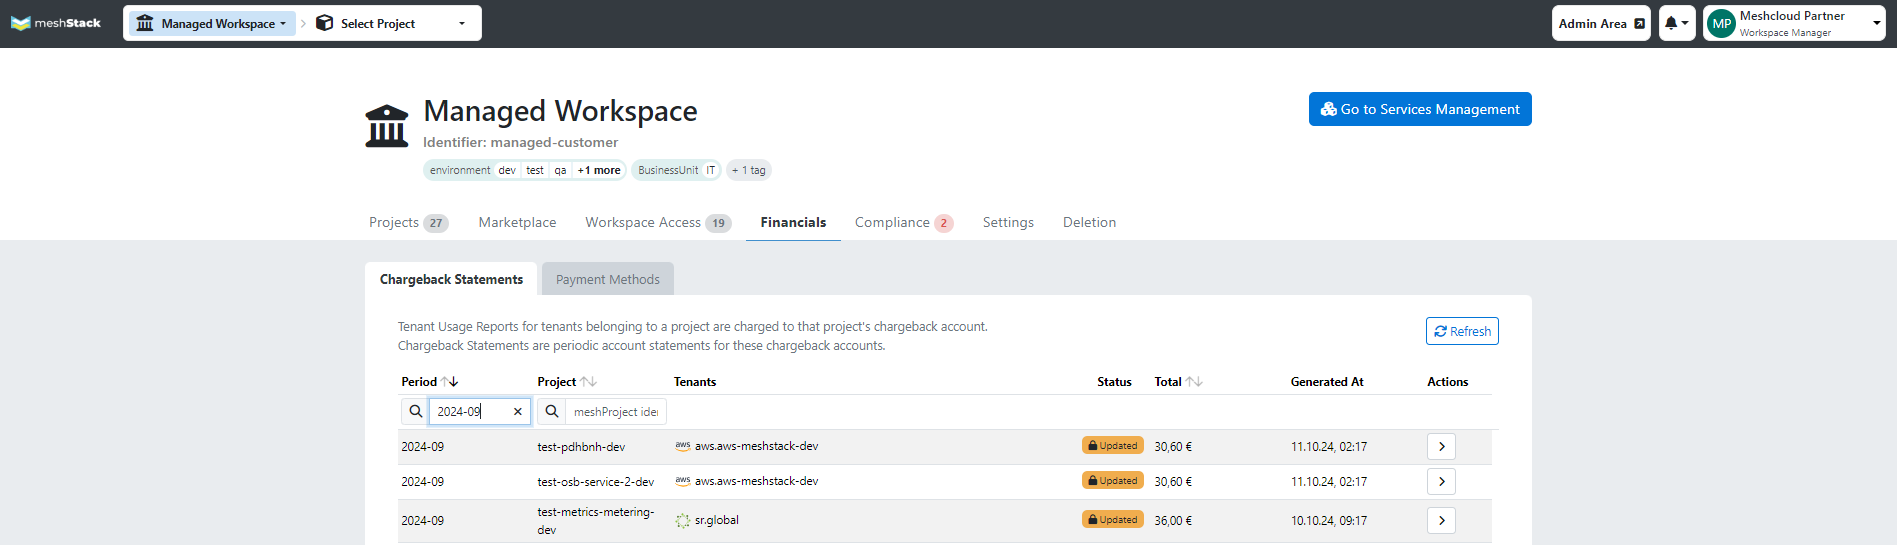 meshStack Managed Workspace Select Project Admin Area MP Meshcloud Partner
Workspace Manager
Managed Workspace
Go to Services Management
Identifier: managed-customer
environment dev test qa +1 more BusinessUnit IT + 1 tag
Projects 27 Marketplace Workspace Access 19 Financials Compliance 2 Settings Deletion
Chargeback Statements Payment Methods
Tenant Usage Reports for tenants belonging to a project are charged to that project's chargeback account.
Chargeback Statements are periodic account statements for these chargeback accounts.
Refresh
Period Project Tenants Status Total Generated At Actions
2024-09 meshProject ide
2024-09 test-pdhbnh-dev aws aws.aws-meshstack-dev Updated 30,60 € 11.10.24, 02:17
2024-09 test-osb-service-2-dev aws aws.aws-meshstack-dev Updated 30,60 € 11.10.24, 02:17
2024-09 test-metrics-metering-
dev sr.global Updated 36,00 € 10.10.24, 09:17